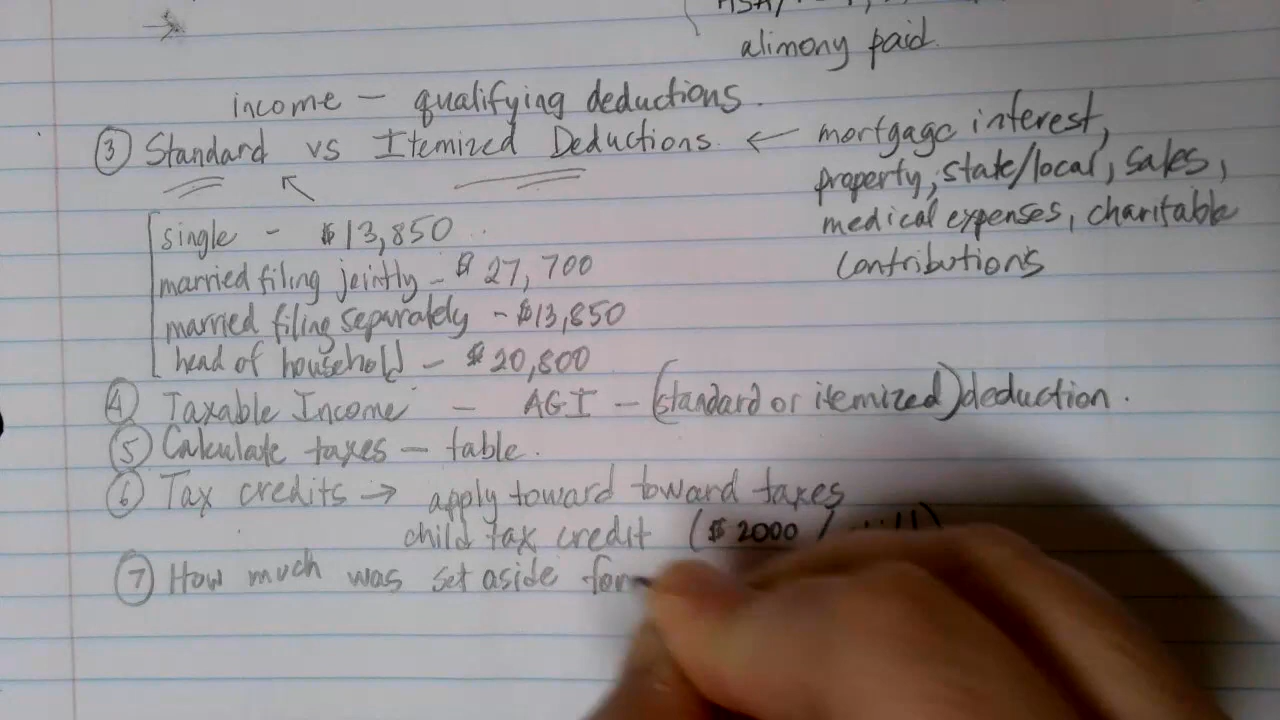 HSA/
alimony paid.
income — qualifying deductions.
③ Standard vs Itemized Deductions. ← mortgage interest,
property, state/local, sales,
medical expenses, charitable
contributions
single - $13,850
married filing jointly - $27,700
married filing separately - $13,850
head of household - $20,800
④ Taxable Income — AGI — (standard or itemized) deduction.
⑤ Calculate taxes — table.
⑥ Tax credits → apply toward toward taxes
child tax credit ($2000 /
⑦ How much was set aside for